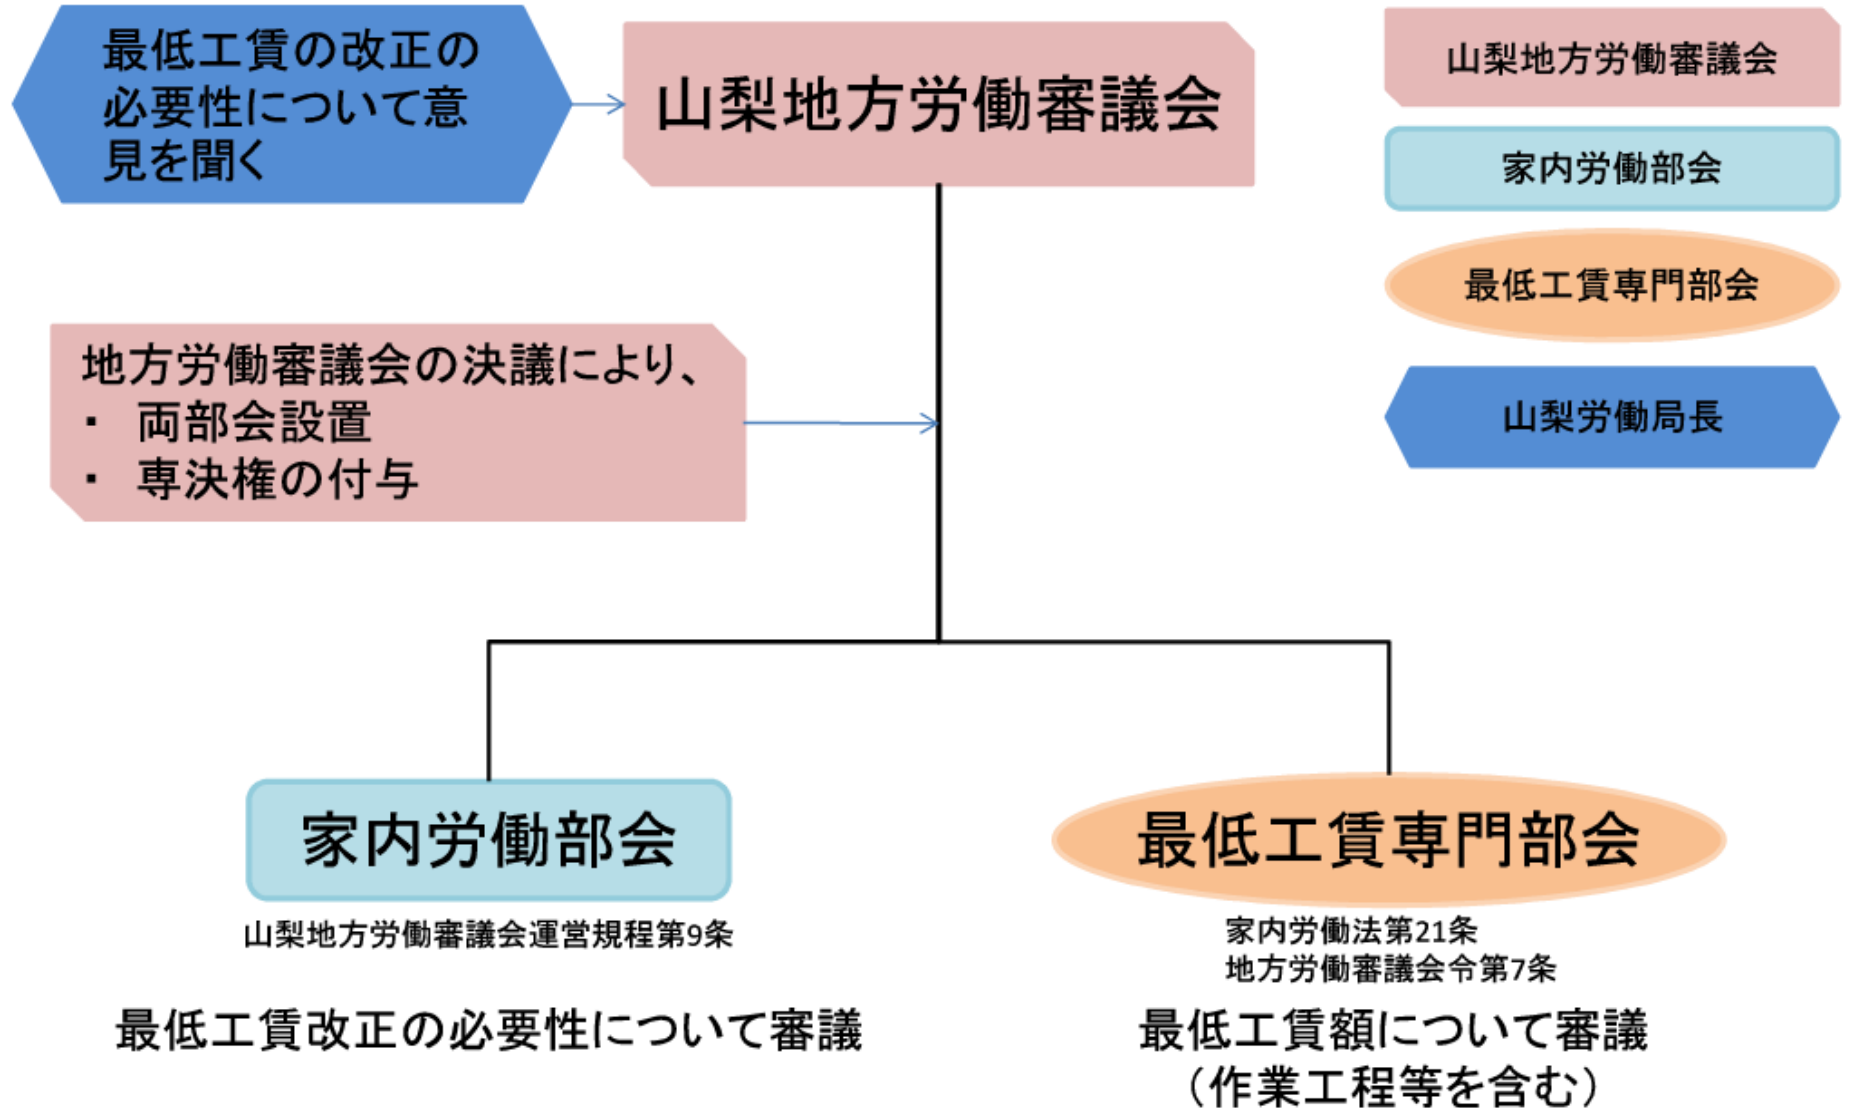 最低工賃の改正の
必要性について意
見を聞く
山梨地方労働審議会
山梨地方労働審議会
家内労働部会
最低工賃専門部会
山梨労働局長
地方労働審議会の決議により、
・ 両部会設置
・ 専決権の付与
家内労働部会
山梨地方労働審議会運営規程第9条
最低工賃改正の必要性について審議
最低工賃専門部会
家内労働法第21条
地方労働審議会令第7条
最低工賃額について審議
（作業工程等を含む）